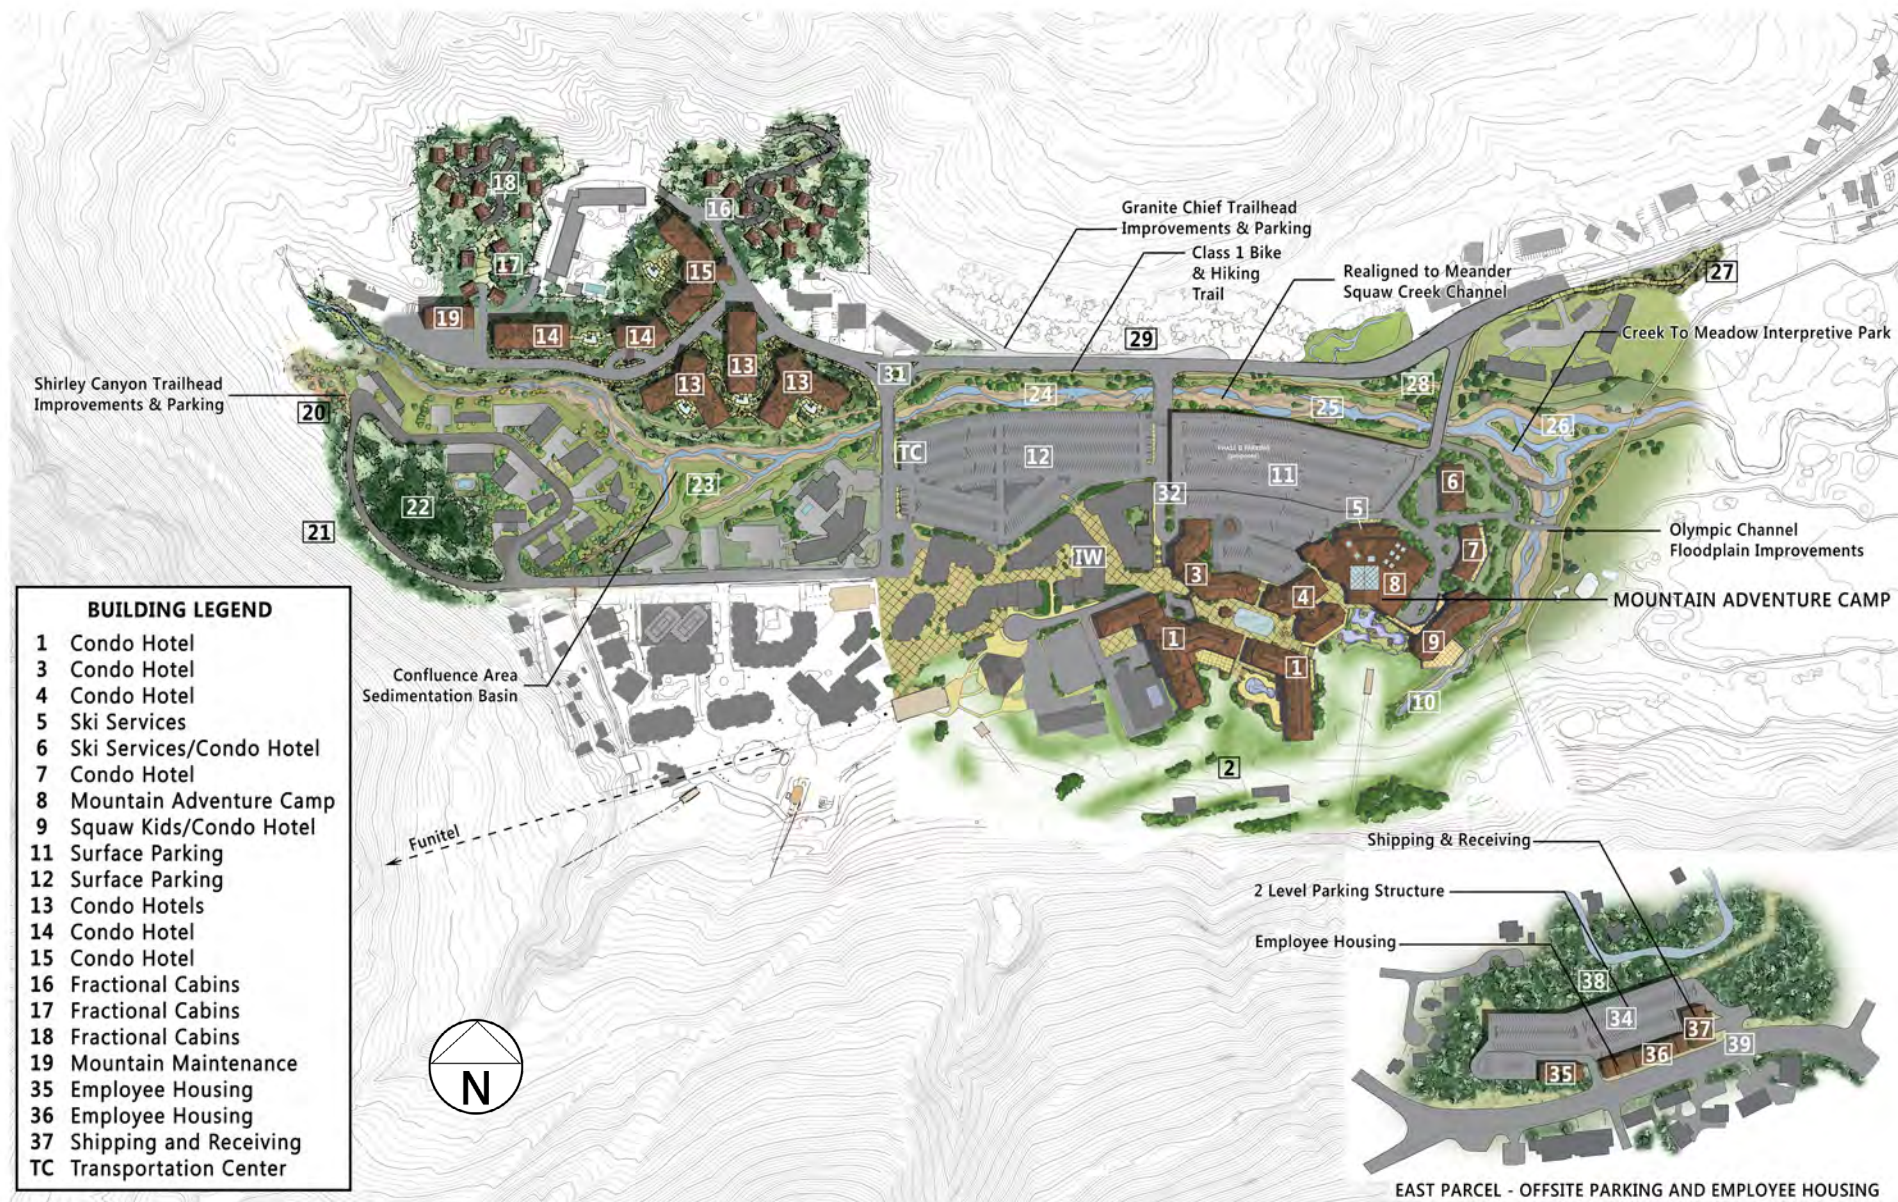 18
16
17
15
19
14
14
13
13
13
Granite Chief Trailhead
Improvements & Parking
Class 1 Bike
& Hiking
Trail
Realigned to Meander
Squaw Creek Channel
27
29
Creek To Meadow Interpretive Park
31
28
Shirley Canyon Trailhead
Improvements & Parking
20
24
25
26
TC
12
PHASE II PARKING
11
6
23
22
32
5
21
Olympic Channel
Floodplain Improvements
7
IW
3
8
4
MOUNTAIN ADVENTURE CAMP
1
9
1
10
Confluence Area
Sedimentation Basin
2
Funitel
BUILDING LEGEND
1 Condo Hotel
3 Condo Hotel
4 Condo Hotel
5 Ski Services
6 Ski Services/Condo Hotel
7 Condo Hotel
8 Mountain Adventure Camp
9 Squaw Kids/Condo Hotel
11 Surface Parking
12 Surface Parking
13 Condo Hotels
14 Condo Hotel
15 Condo Hotel
16 Fractional Cabins
17 Fractional Cabins
18 Fractional Cabins
19 Mountain Maintenance
35 Employee Housing
36 Employee Housing
37 Shipping and Receiving
TC Transportation Center
N
Shipping & Receiving
2 Level Parking Structure
Employee Housing
38
34
37
39
36
35
EAST PARCEL - OFFSITE PARKING AND EMPLOYEE HOUSING